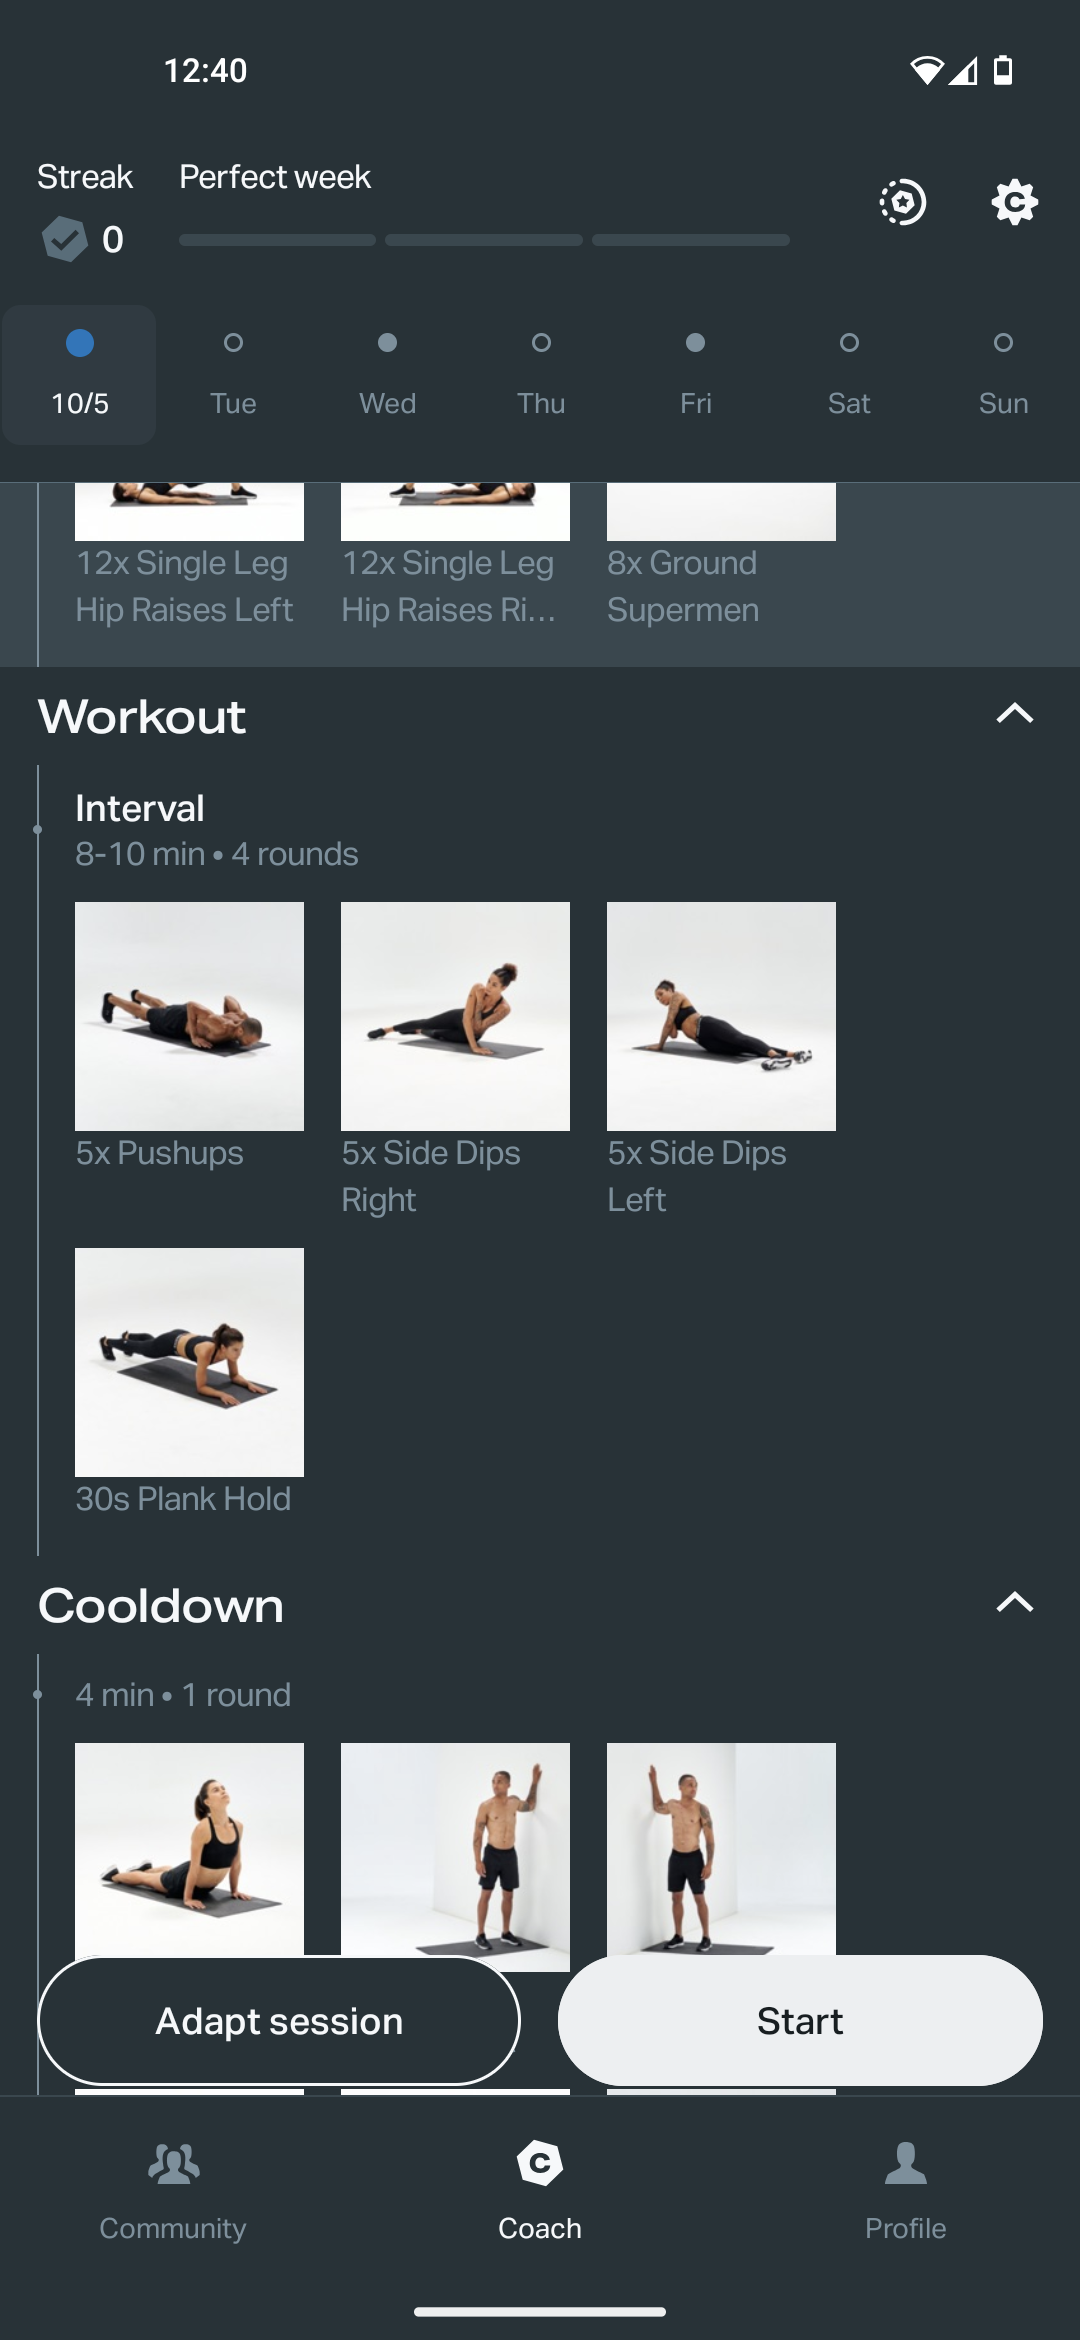 12:40
Streak
Perfect week
0
10/5
Tue
Wed
Thu
Fri
Sat
Sun
12x Single Leg
Hip Raises Left
12x Single Leg
Hip Raises Ri...
8x Ground
Supermen
Workout
Interval
8-10 min • 4 rounds
5x Pushups
5x Side Dips
Right
5x Side Dips
Left
30s Plank Hold
Cooldown
4 min • 1 round
Adapt session
Start
Community
Coach
Profile